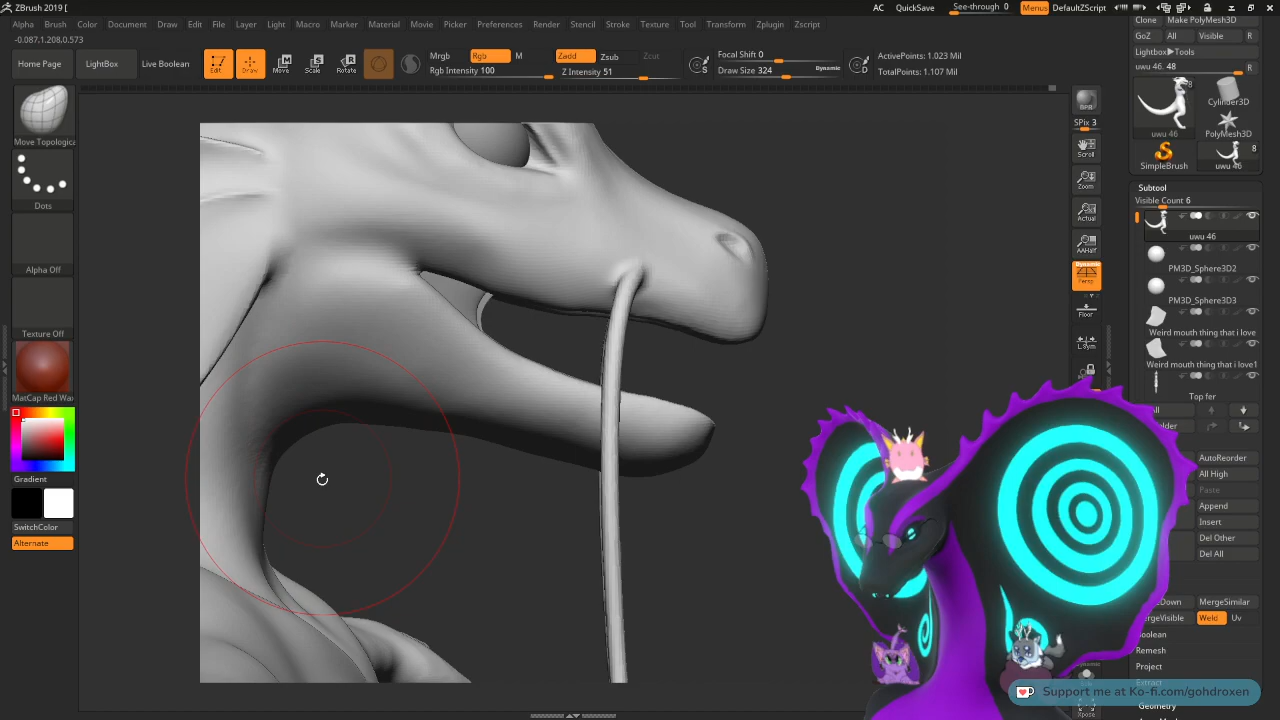 ZBrush 2019 [
AC QuickSave See-through 0 Menus DefaultZScript
Alpha Brush Color Document Draw Edit File Layer Light Macro Marker Material Movie Picker Preferences Render Stencil Stroke Texture Tool Transform Zplugin Zscript
-0.087,1.208,0.573
Home Page LightBox Live Boolean
Edit Draw Move Scale Rotate
Mrgb Rgb M
Rgb Intensity 100
Zadd Zsub Zcut
Z Intensity 51
S
Focal Shift 0
Draw Size 324 Dynamic
D
ActivePoints: 1.023 Mil
TotalPoints: 1.107 Mil
Move Topologica
Dots
Alpha Off
Texture Off
MatCap Red Wa
Gradient
SwitchColor
Alternate
BPR
SPix 3
Scroll
Zoom
Actual
AAHalf
Dynamic
Persp
Floor
L.Sym
Clone Make PolyMesh3D
GoZ All Visible R
Lightbox▶Tools
uwu 46. 48 R
8
Cylinder3D
PolyMesh3D
SimpleBrush
8
uwu 46
uwu 46
Subtool
Visible Count 6
uwu 46
PM3D_Sphere3D2
PM3D_Sphere3D3
Weird mouth thing that i love
Weird mouth thing that i love1
Top fer
AutoReorder
All High
Paste
Append
Insert
Del Other
Del All
MergeSimilar
Weld Uv
Boolean
Remesh
Project
Extract
Geometry
Dynamic
Xpose
Support me at Ko-fi.com/gohdroxen